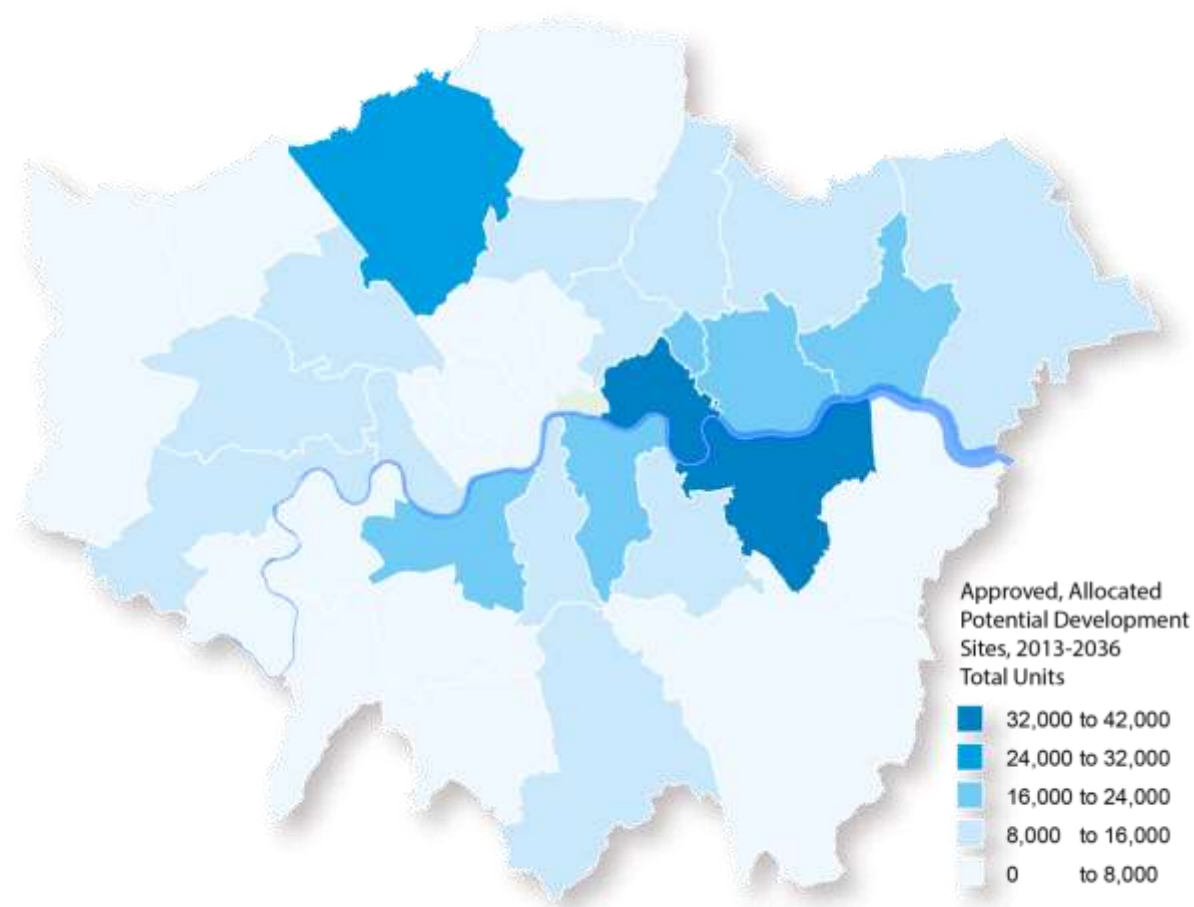 Approved, Allocated
Potential Development
Sites, 2013-2036
Total Units
32,000 to 42,000
24,000 to 32,000
16,000 to 24,000
8,000 to 16,000
0 to 8,000